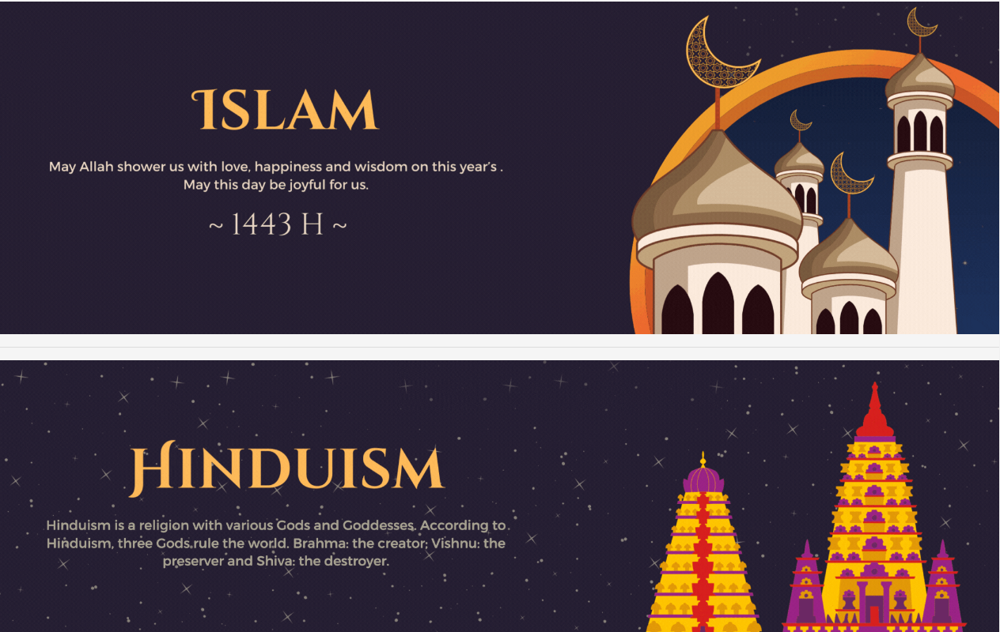 Islam
May Allah shower us with love, happiness and wisdom on this year's .
May this day be joyful for us.
~ 1443 H ~
Hinduism
Hinduism is a religion with various Gods and Goddesses. According to
Hinduism, three Gods rule the world. Brahma: the creator; Vishnu: the
preserver and Shiva: the destroyer.